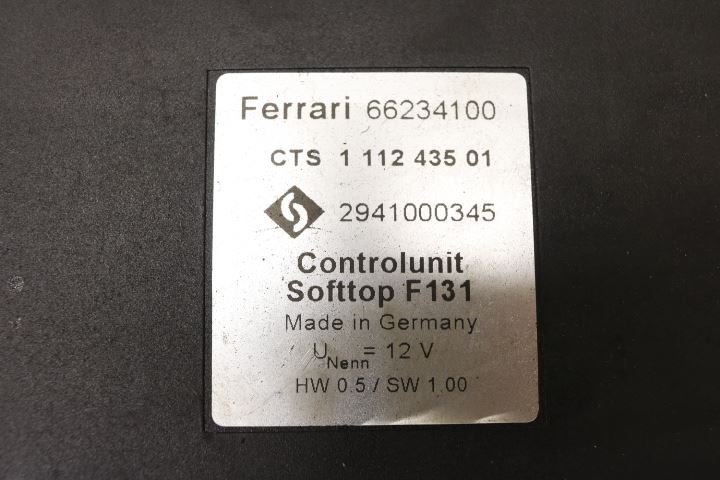 Ferrari 66234100
CTS 1 112 435 01
2941000345
Controlunit
Softtop F131
Made in Germany
UNenn= 12 V
HW 0.5 / SW 1.00